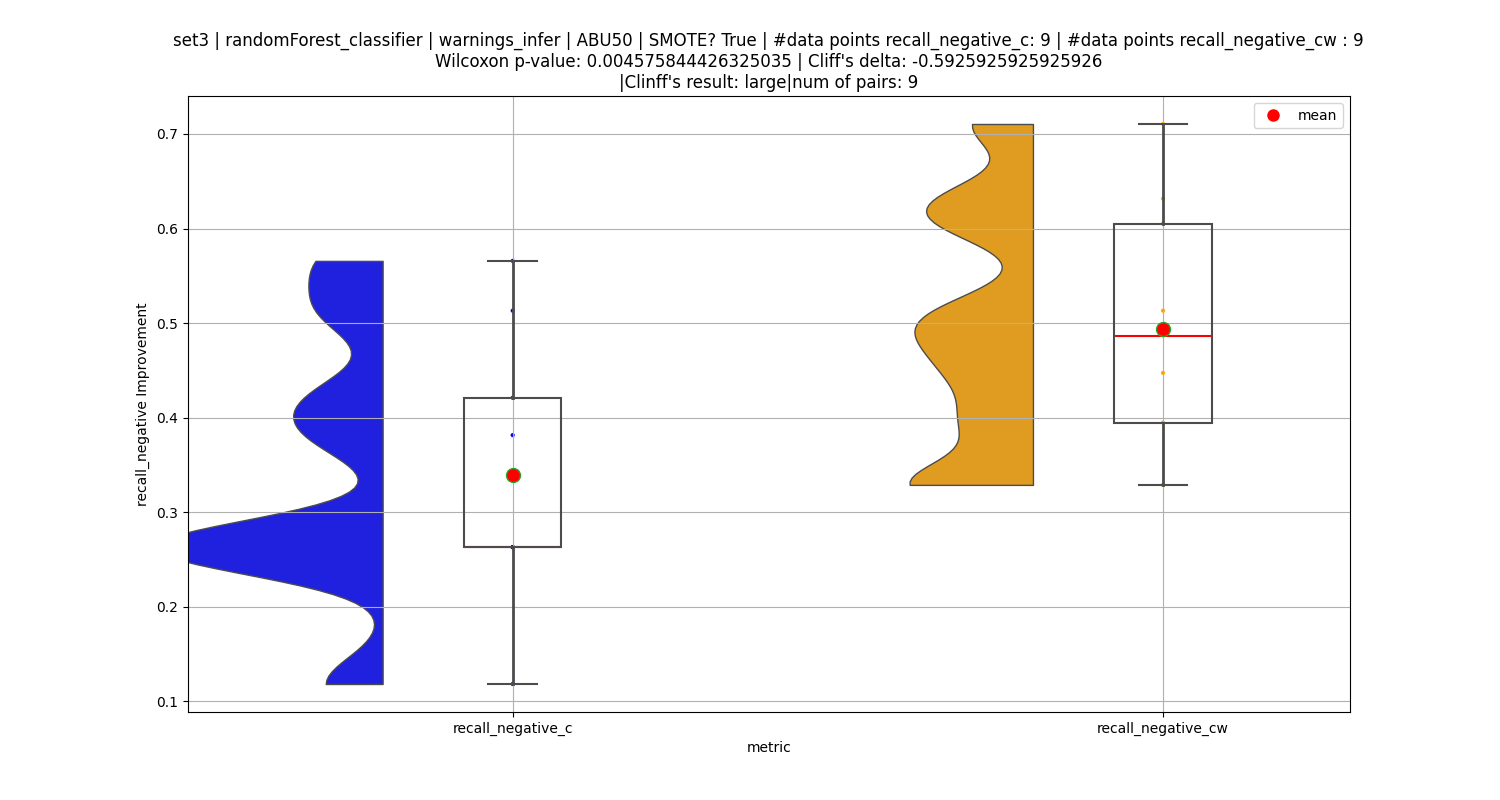 set3 | randomForest_classifier | warnings_infer | ABU50 | SMOTE? True | #data points recall_negative_c: 9 | #data points recall_negative_cw : 9
Wilcoxon p-value: 0.004575844426325035 | Cliff's delta: -0.5925925925925926
|Clinff's result: large|num of pairs: 9
mean
0.7
0.6
0.5
0.4
0.3
0.2
0.1
recall_negative Improvement
recall_negative_c
recall_negative_cw
metric